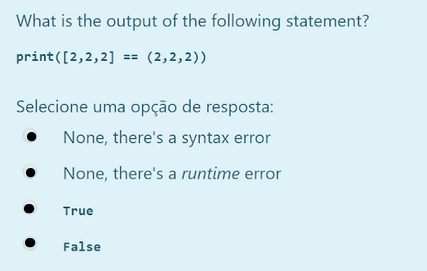 What is the output of the following statement?
print([2,2,2] == (2,2,2))
Selecione uma opção de resposta:
None, there's a syntax error
None, there's a runtime error
True
False